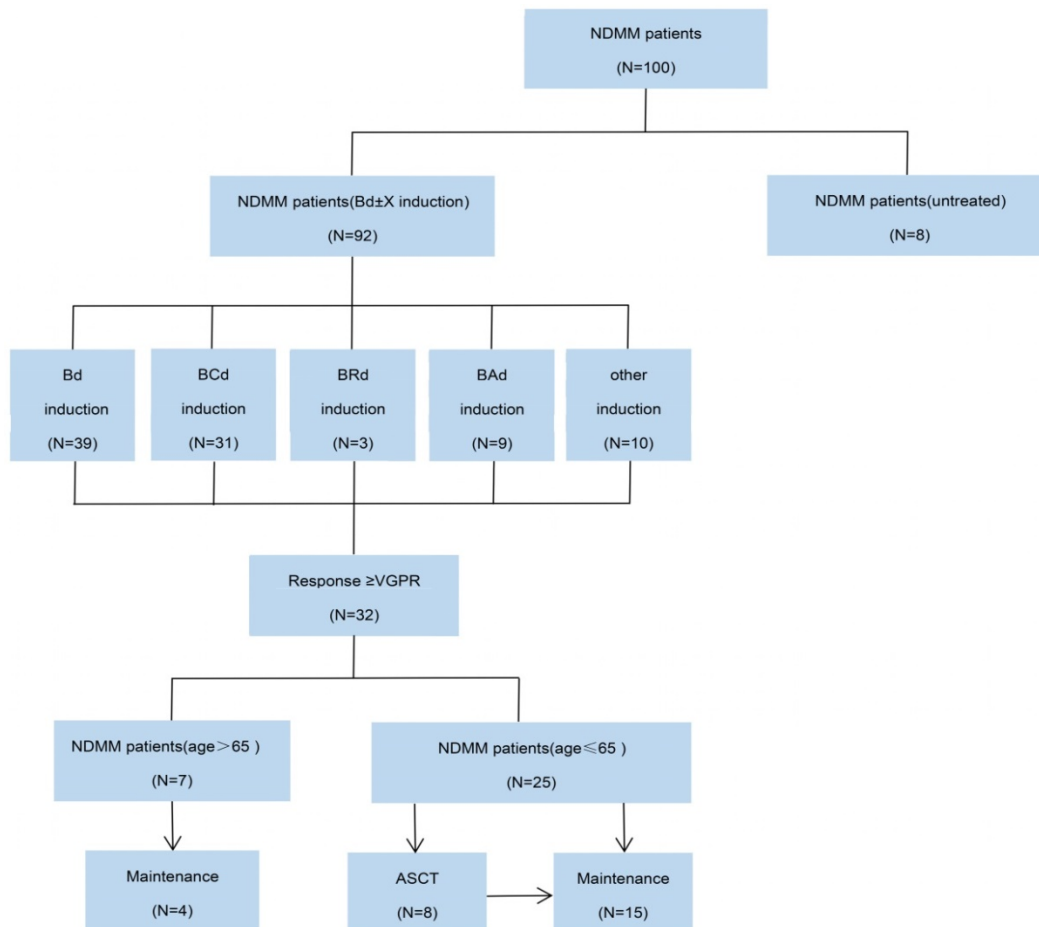 NDMM patients
(N=100)
NDMM patients(Bd±X induction)
(N=92)
NDMM patients(untreated)
(N=8)
Bd
induction
(N=39)
BCd
induction
(N=31)
BRd
induction
(N=3)
BAd
induction
(N=9)
other
induction
(N=10)
Response ≥VGPR
(N=32)
NDMM patients(age＞65 )
(N=7)
NDMM patients(age≤65 )
(N=25)
Maintenance
(N=4)
ASCT
(N=8)
Maintenance
(N=15)